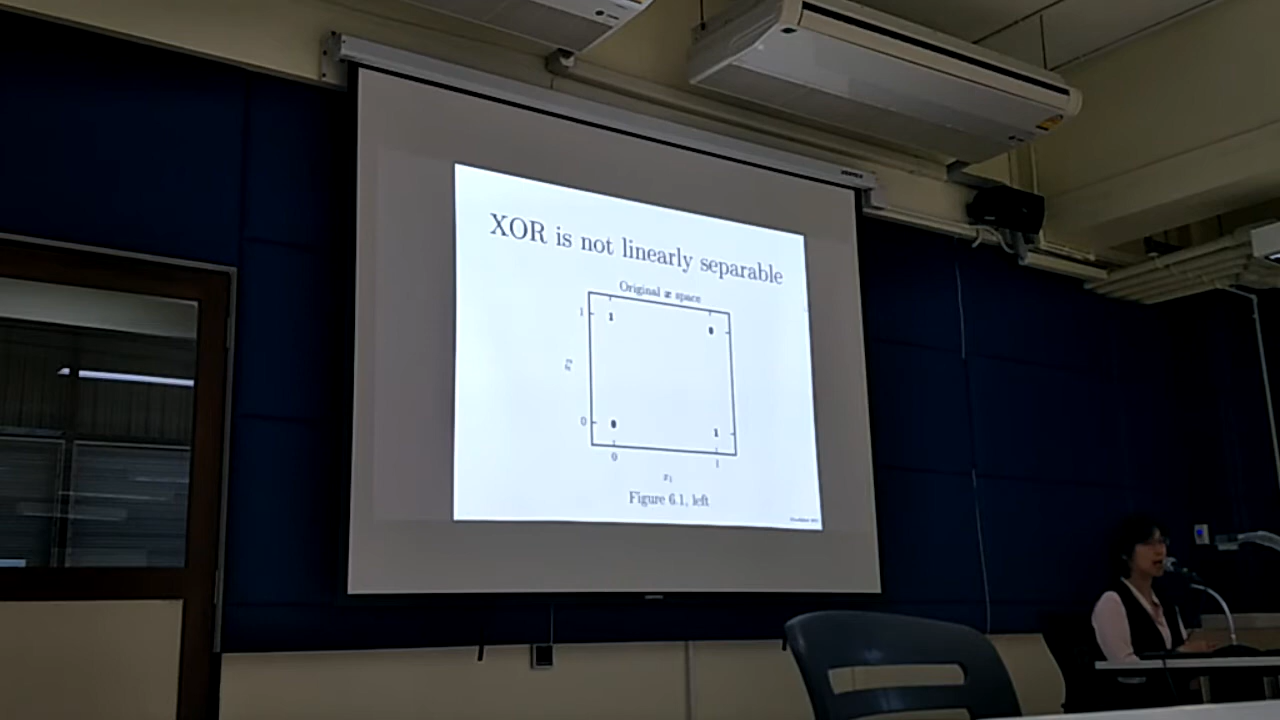 XOR is not linearly separable
Original x space
1
1
0
x2
0
0
1
0
1
x1
Figure 6.1, left